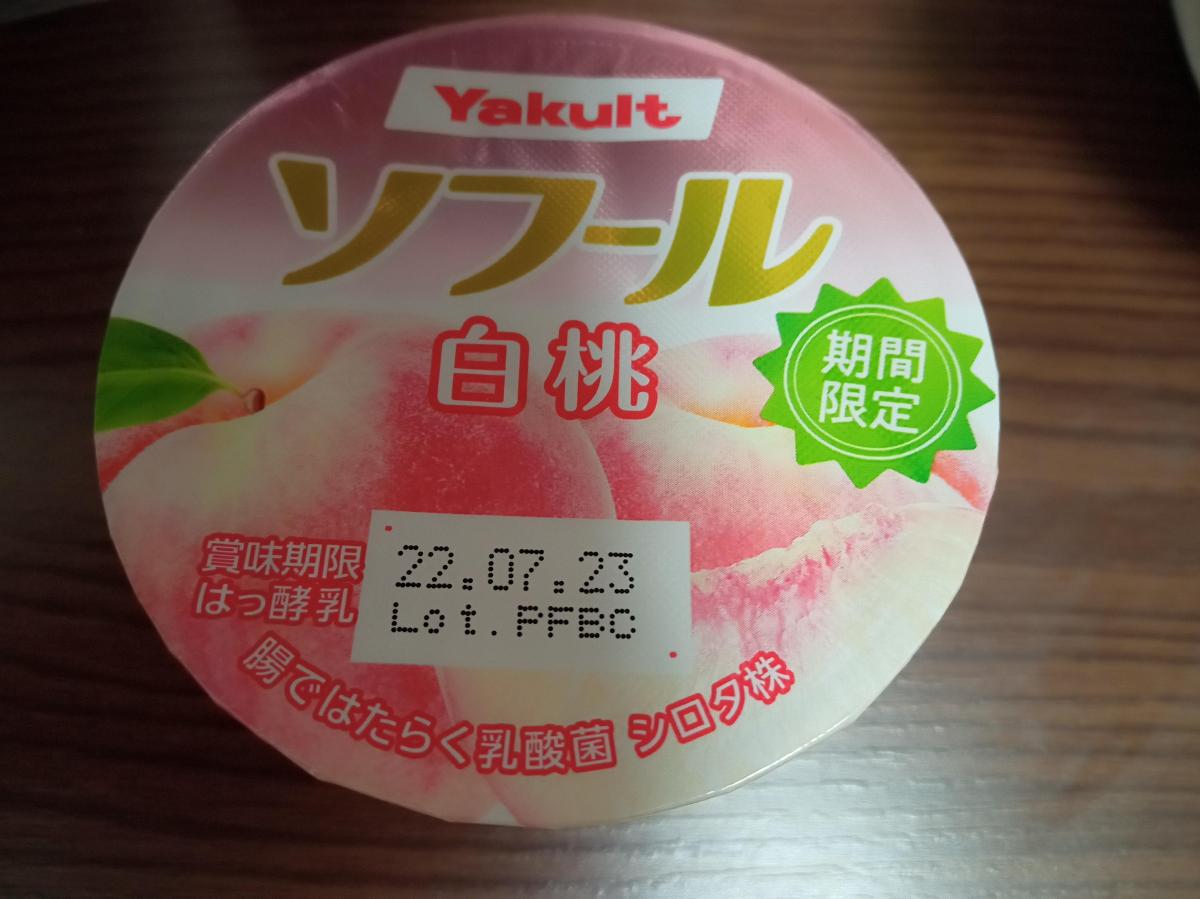 Yakult
ソフール
白桃
期間
限定
賞味期限
はっ酵乳
22.07.23
Lot.PFBC
腸ではたらく乳酸菌 シロタ株